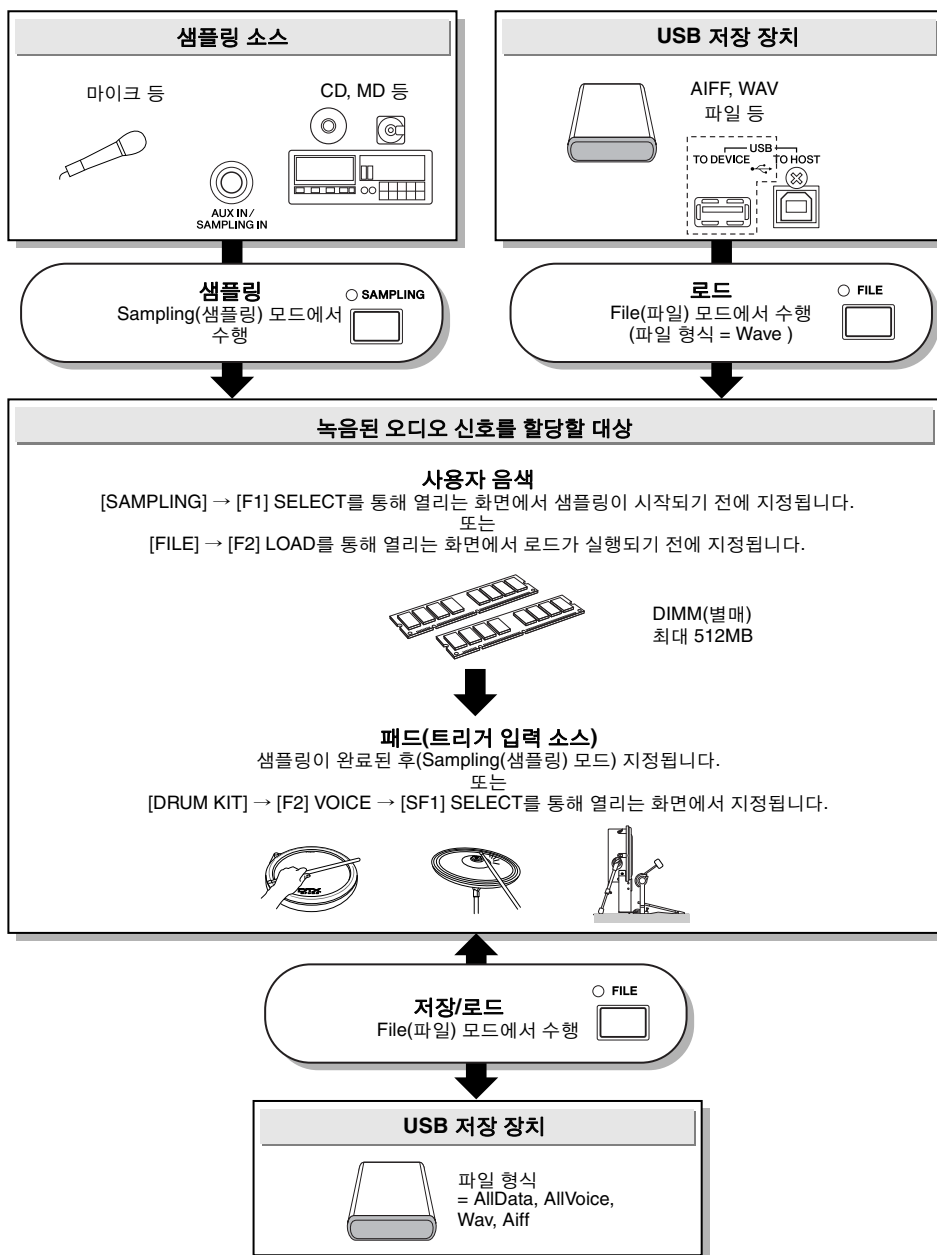 샘플링 소스
마이크 등
CD, MD 등
AUX IN /
SAMPLING IN
USB 저장 장치
AIFF, WAV
파일 등
USB
TO DEVICE
TO HOST
샘플링
Sampling(샘플링) 모드에서
수행
SAMPLING
로드
File(파일) 모드에서 수행
(파일 형식 = Wave )
FILE
녹음된 오디오 신호를 할당할 대상
사용자 음색
[SAMPLING] → [F1] SELECT를 통해 열리는 화면에서 샘플링이 시작되기 전에 지정됩니다.
또는
[FILE] → [F2] LOAD를 통해 열리는 화면에서 로드가 실행되기 전에 지정됩니다.
DIMM(별매)
최대 512MB
패드(트리거 입력 소스)
샘플링이 완료된 후(Sampling(샘플링) 모드) 지정됩니다.
또는
[DRUM KIT] → [F2] VOICE → [SF1] SELECT를 통해 열리는 화면에서 지정됩니다.
저장/로드
File(파일) 모드에서 수행
FILE
USB 저장 장치
파일 형식
= AllData, AllVoice,
Wav, Aiff